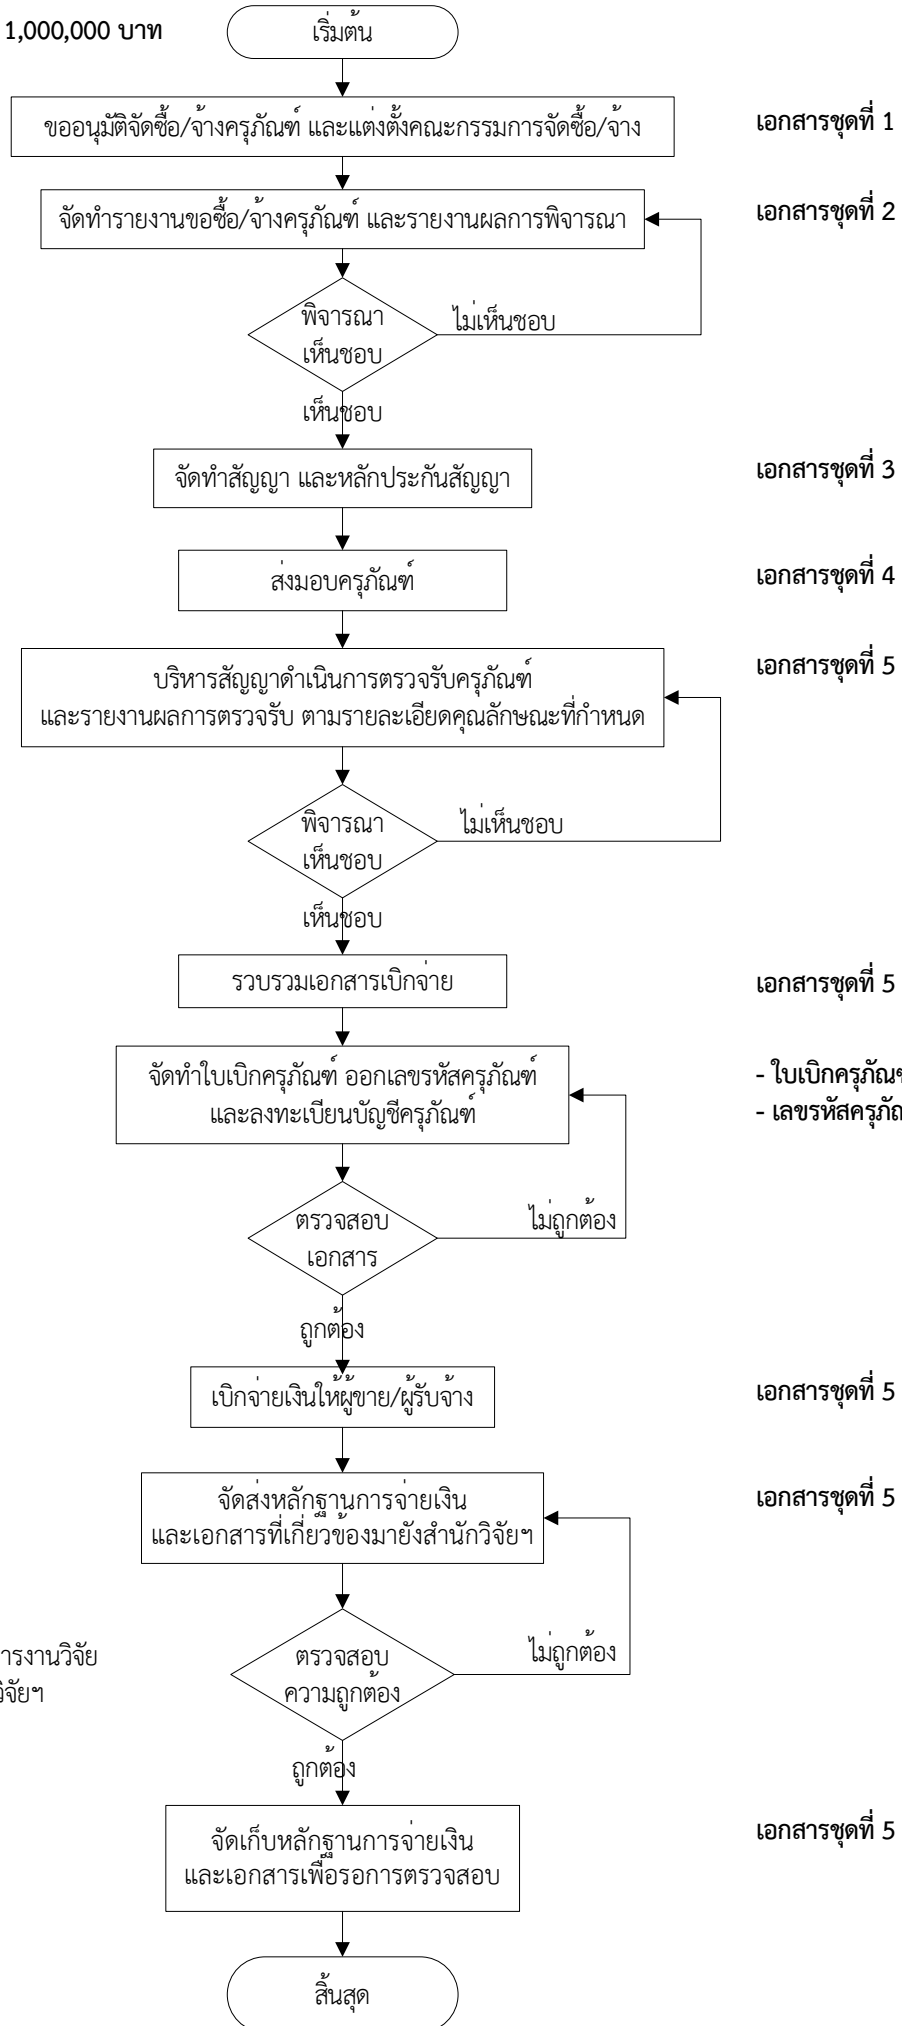 1,000,000 บาท
เริ่มต้น
ขออนุมัติจัดซื้อ/จ้างครุภัณฑ์ และแต่งตั้งคณะกรรมการจัดซื้อ/จ้าง
เอกสารชุดที่ 1
จัดทำรายงานขอซื้อ/จ้างครุภัณฑ์ และรายงานผลการพิจารณา
เอกสารชุดที่ 2
พิจารณา
เห็นชอบ
ไม่เห็นชอบ
เห็นชอบ
จัดทำสัญญา และหลักประกันสัญญา
เอกสารชุดที่ 3
ส่งมอบครุภัณฑ์
เอกสารชุดที่ 4
บริหารสัญญาดำเนินการตรวจรับครุภัณฑ์
และรายงานผลการตรวจรับ ตามรายละเอียดคุณลักษณะที่กำหนด
เอกสารชุดที่ 5
พิจารณา
เห็นชอบ
ไม่เห็นชอบ
เห็นชอบ
รวบรวมเอกสารเบิกจ่าย
เอกสารชุดที่ 5
จัดทำใบเบิกครุภัณฑ์ ออกเลขรหัสครุภัณฑ์
และลงทะเบียนบัญชีครุภัณฑ์
- ใบเบิกครุภัณฑ
- เลขรหัสครุภัณ
ตรวจสอบ
เอกสาร
ไม่ถูกต้อง
ถูกต้อง
เบิกจ่ายเงินให้ผู้ขาย/ผู้รับจ้าง
เอกสารชุดที่ 5
จัดส่งหลักฐานการจ่ายเงิน
และเอกสารที่เกี่ยวข้องมายังสำนักวิจัยฯ
เอกสารชุดที่ 5
ารงานวิจัย
วิจัยฯ
ตรวจสอบ
ความถูกต้อง
ไม่ถูกต้อง
ถูกต้อง
จัดเก็บหลักฐานการจ่ายเงิน
และเอกสารเพื่อรอการตรวจสอบ
เอกสารชุดที่ 5
สิ้นสุด